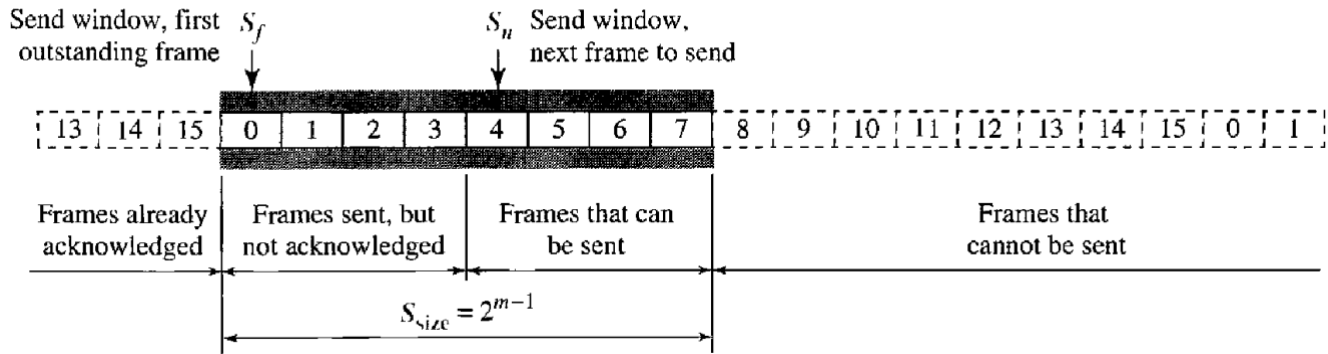 Send window, first S_f S_n Send window,
outstanding frame next frame to send
13 14 15 0 1 2 3 4 5 6 7 8 9 10 11 12 13 14 15 0 1
Frames already Frames sent, but Frames that can Frames that
acknowledged not acknowledged be sent cannot be sent
S_size = 2^{m-1}